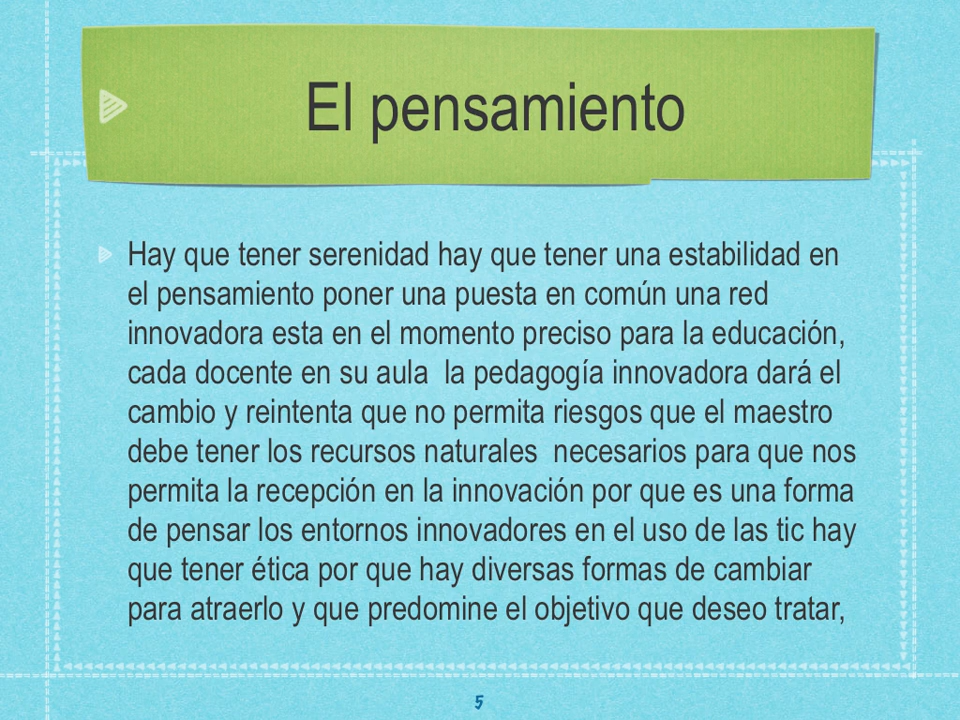 El pensamiento
Hay que tener serenidad hay que tener una estabilidad en
el pensamiento poner una puesta en común una red
innovadora esta en el momento preciso para la educación,
cada docente en su aula  la pedagogía innovadora dará el
cambio y reintenta que no permita riesgos que el maestro
debe tener los recursos naturales  necesarios para que nos
permita la recepción en la innovación por que es una forma
de pensar los entornos innovadores en el uso de las tic hay
que tener ética por que hay diversas formas de cambiar
para atraerlo y que predomine el objetivo que deseo tratar,
5